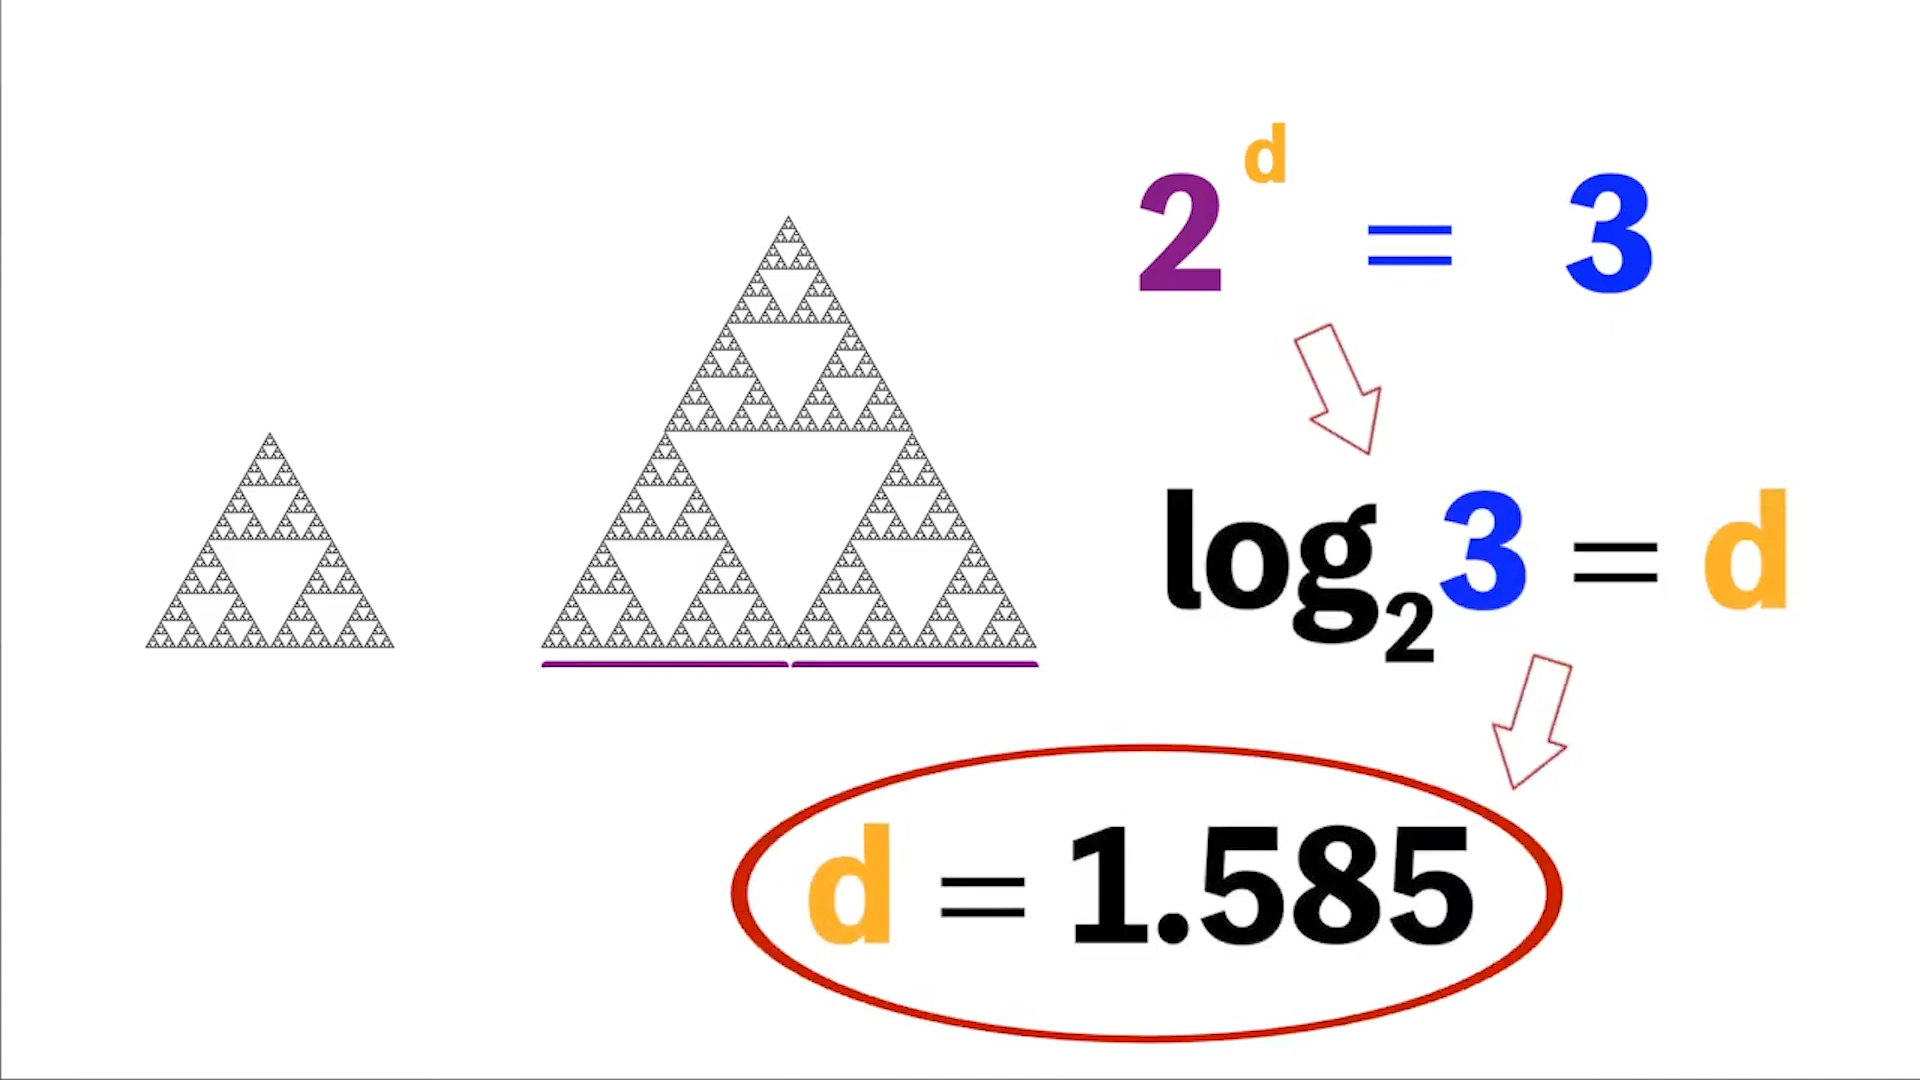 2^d = 3
log₂3 = d
d = 1.585